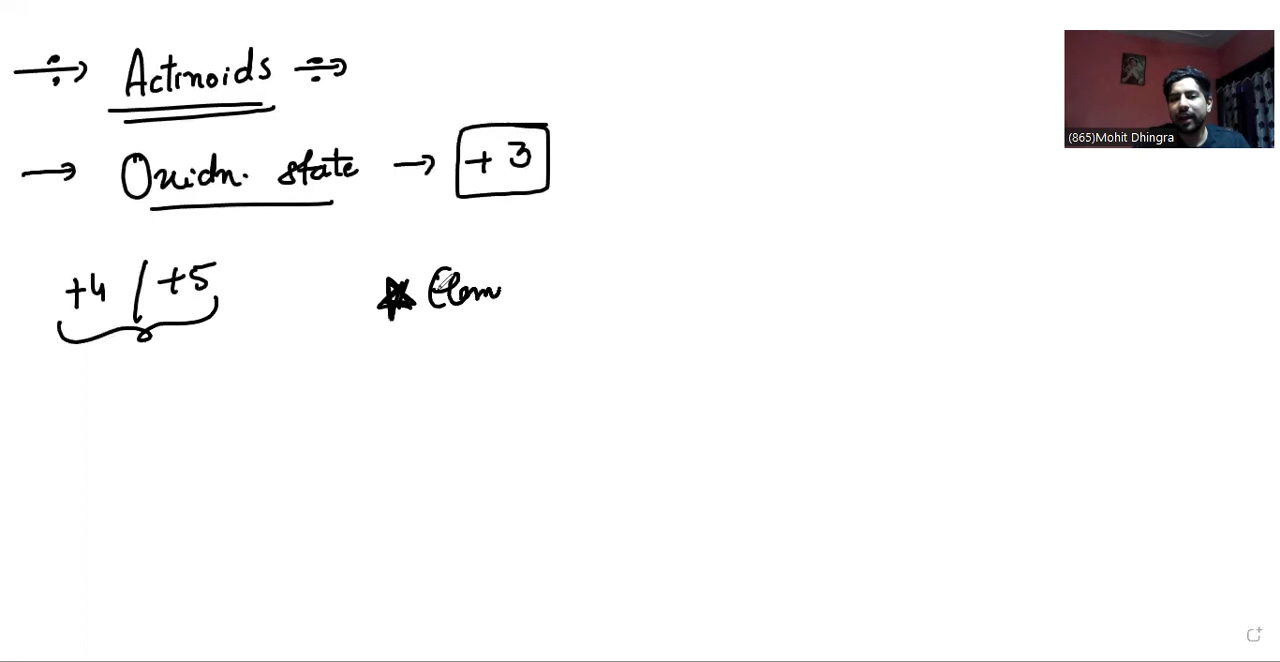 Actinoids
(865)Mohit Dhingra
→ Oxidn. state → +3
+4 / +5 ★ Elem